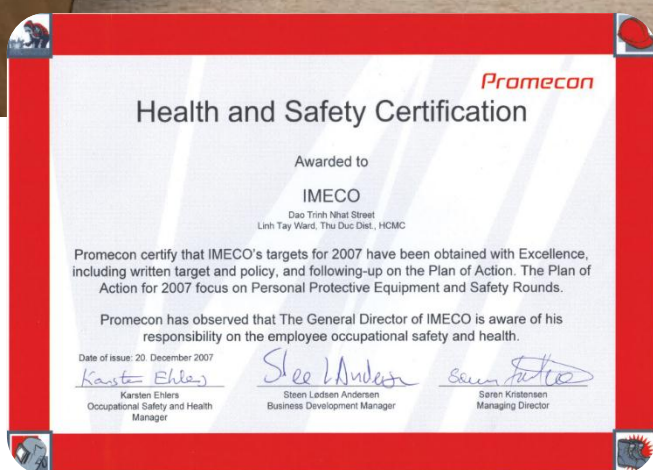 Promecon
Health and Safety Certification
Awarded to
IMECO
Dao Trinh Nhat Street
Linh Tay Ward, Thu Duc Dist., HCMC
Promecon certify that IMECO's targets for 2007 have been obtained with Excellence,
including written target and policy, and following-up on the Plan of Action. The Plan of
Action for 2007 focus on Personal Protective Equipment and Safety Rounds.
Promecon has observed that The General Director of IMECO is aware of his
responsibility on the employee occupational safety and health.
Date of issue: 20. December 2007
Karsten Ehlers
Karsten Ehlers
Occupational Safety and Health
Manager
Steen Lødsen Andersen
Business Development Manager
Søren Kristensen
Managing Director